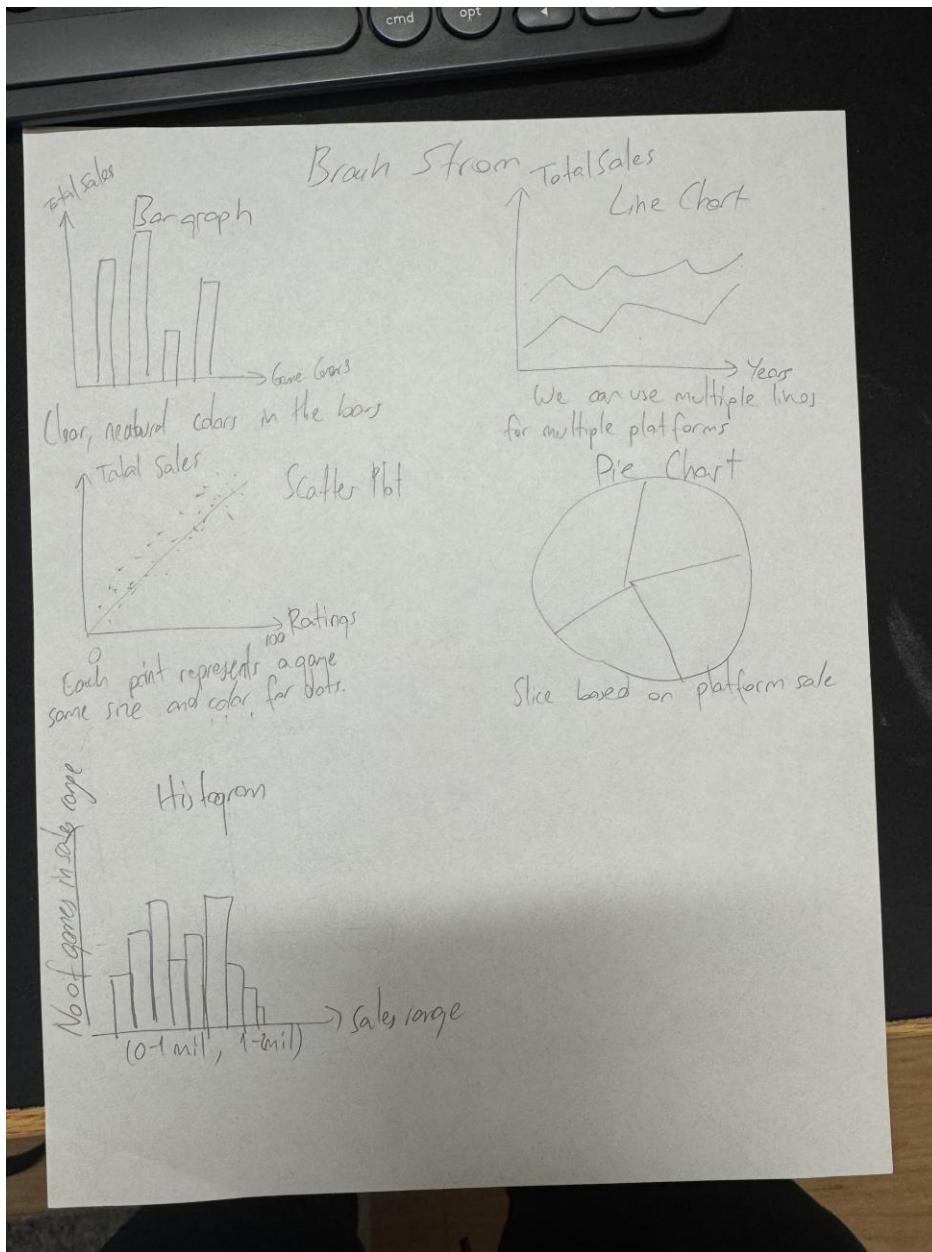 cmd
opt
Brain Strom
Total Sales
Bar graph
Game Genres
Clear, neatural colors in the bars
Total Sales
Line Chart
Years
We can use multiple lines
for multiple platforms
Total Sales
Scatter Plot
Ratings
0
100
Each point represents a game
same size and color for dots.
Pie Chart
Slice based on platform sale
Histogram
No of games in sales range
Sales range
(0-1 mil, 1-2mil)